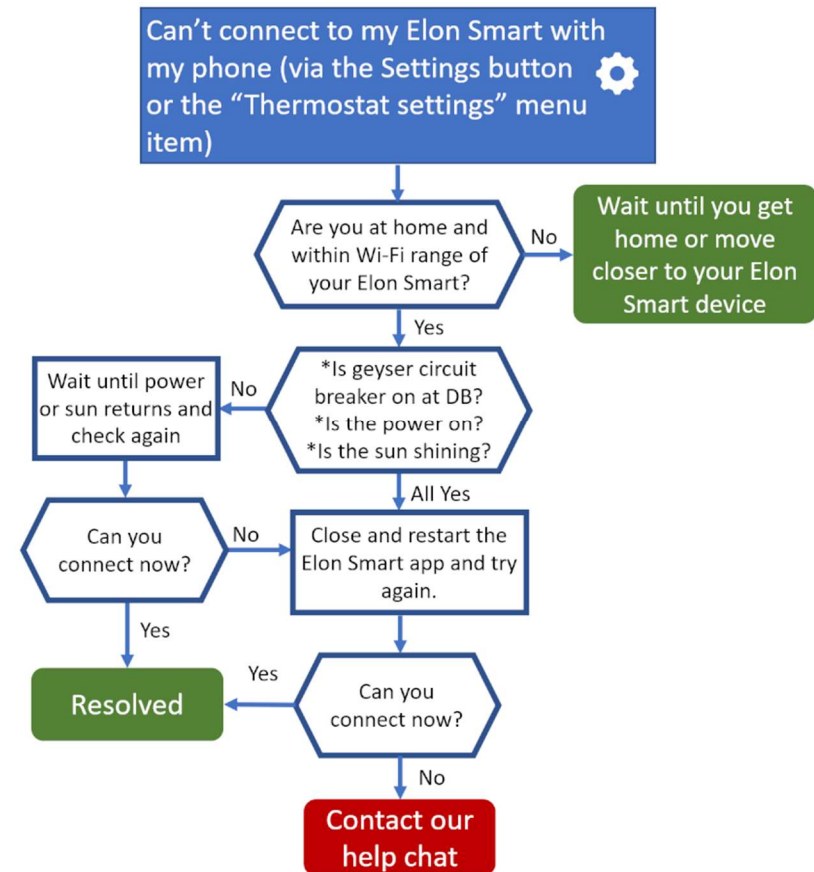 Can’t connect to my Elon Smart with
my phone (via the Settings button
or the “Thermostat settings” menu
item)
Are you at home and
within Wi-Fi range of
your Elon Smart?
No
Wait until you get
home or move
closer to your Elon
Smart device
Yes
*Is geyser circuit
breaker on at DB?
*Is the power on?
*Is the sun shining?
No
Wait until power
or sun returns and
check again
All Yes
Can you
connect now?
No
Close and restart the
Elon Smart app and try
again.
Yes
Resolved
Yes
Can you
connect now?
No
Contact our
help chat